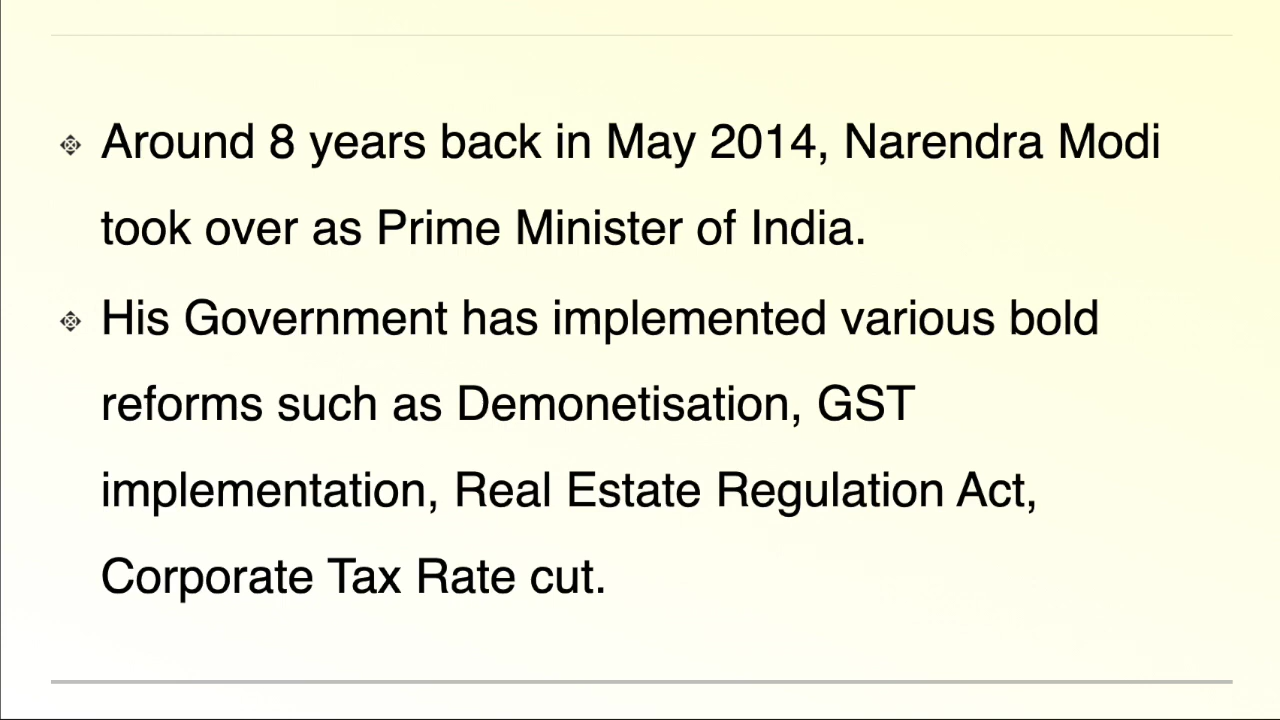 Around 8 years back in May 2014, Narendra Modi
took over as Prime Minister of India.
His Government has implemented various bold
reforms such as Demonetisation, GST
implementation, Real Estate Regulation Act,
Corporate Tax Rate cut.